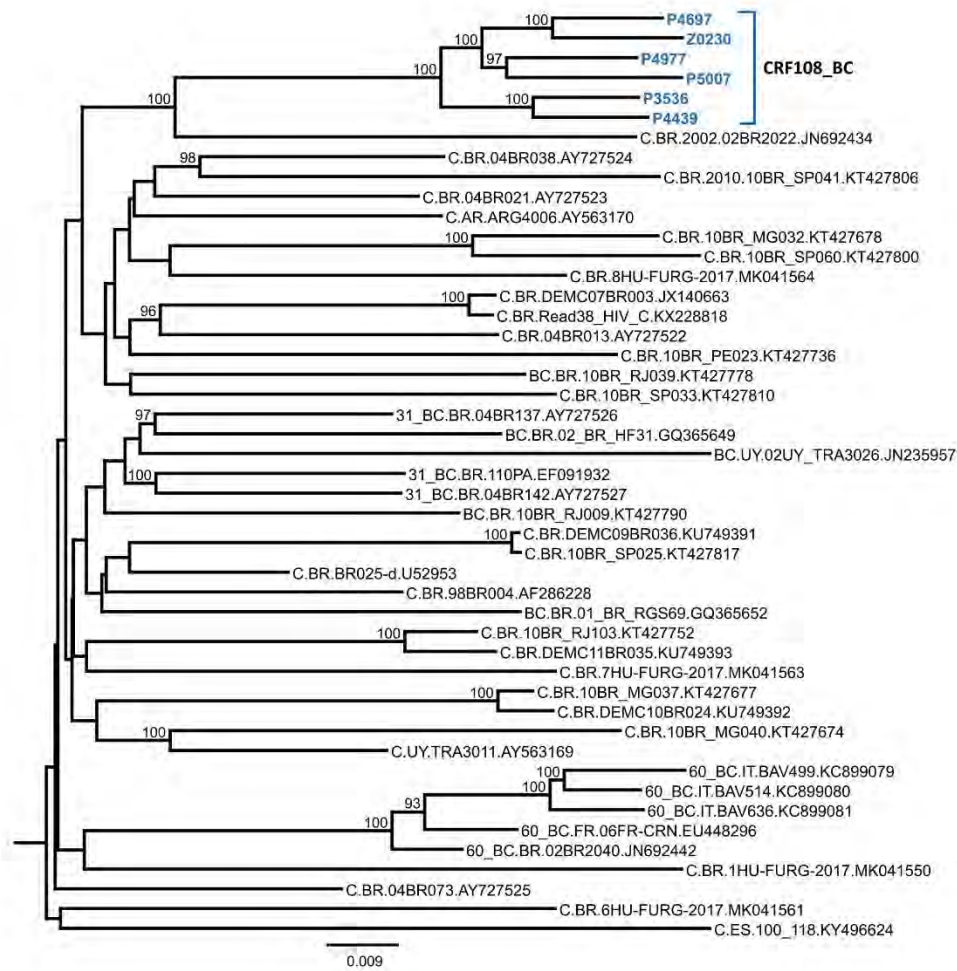 100
P4697
Z0230
100
100
97
P4977
P5007
CRF108_BC
100
100
P3536
P4439
C.BR.2002.02BR2022.JN692434
98
C.BR.04BR038.AY727524
C.BR.2010.10BR_SP041.KT427806
C.BR.04BR021.AY727523
C.AR.ARG4006.AY563170
100
C.BR.10BR_MG032.KT427678
C.BR.10BR_SP060.KT427800
C.BR.8HU-FURG-2017.MK041564
100
C.BR.DEMC07BR003.JX140663
C.BR.Read38_HIV_C.KX228818
96
C.BR.04BR013.AY727522
C.BR.10BR_PE023.KT427736
BC.BR.10BR_RJ039.KT427778
C.BR.10BR_SP033.KT427810
97
31_BC.BR.04BR137.AY727526
BC.BR.02_BR_HF31.GQ365649
BC.UY.02UY_TRA3026.JN235957
100
31_BC.BR.110PA.EF091932
31_BC.BR.04BR142.AY727527
BC.BR.10BR_RJ009.KT427790
100
C.BR.DEMC09BR036.KU749391
C.BR.10BR_SP025.KT427817
C.BR.BR025-d.U52953
C.BR.98BR004.AF286228
BC.BR.01_BR_RGS69.GQ365652
100
C.BR.10BR_RJ103.KT427752
C.BR.DEMC11BR035.KU749393
C.BR.7HU-FURG-2017.MK041563
100
C.BR.10BR_MG037.KT427677
C.BR.DEMC10BR024.KU749392
100
C.BR.10BR_MG040.KT427674
C.UY.TRA3011.AY563169
100
60_BC.IT.BAV499.KC899079
100
60_BC.IT.BAV514.KC899080
60_BC.IT.BAV636.KC899081
93
100
60_BC.FR.06FR-CRN.EU448296
60_BC.BR.02BR2040.JN692442
C.BR.1HU-FURG-2017.MK041550
C.BR.04BR073.AY727525
C.BR.6HU-FURG-2017.MK041561
C.ES.100_118.KY496624
0.009